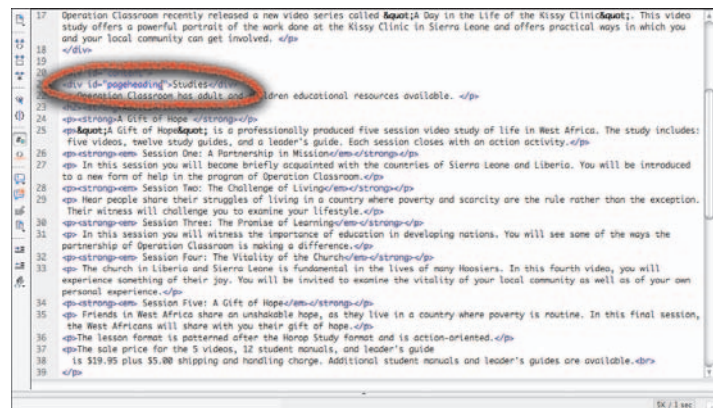 17 Operation Classroom recently released a new video series called &quot;A Day in the Life of the Kissy Clinic&quot;. This video
study offers a powerful portrait of the work done at the Kissy Clinic in Sierra Leone and offers practical ways in which you
and your local community can get involved. </p>
18 </div>
19
20
21 <div id="pageheading">Studies</div>
22 Operation Classroom has adult and children educational resources available. </p>
23
24 <p><strong>A Gift of Hope </strong></p>
25 <p>&quot;A Gift of Hope&quot; is a professionally produced five session video study of life in West Africa. The study includes:
five videos, twelve study guides, and a leader's guide. Each session closes with an action activity.</p>
26 <p><strong><em> Session One: A Partnership in Mission</em></strong></p>
27 <p> In this session you will become briefly acquainted with the countries of Sierra Leone and Liberia. You will be introduced
to a new form of help in the program of Operation Classroom.</p>
28 <p><strong><em> Session Two: The Challenge of Living</em></strong></p>
29 <p> Hear people share their struggles of living in a country where poverty and scarcity are the rule rather than the exception.
Their witness will challenge you to examine your lifestyle.</p>
30 <p><strong><em> Session Three: The Promise of Learning</em></strong></p>
31 <p> In this session you will witness the importance of education in developing nations. You will see some of the ways the
partnership of Operation Classroom is making a difference.</p>
32 <p><strong><em> Session Four: The Vitality of the Church</em></strong></p>
33 <p> The church in Liberia and Sierra Leone is fundamental in the lives of many Hoosiers. In this fourth video, you will
experience something of their joy. You will be invited to examine the vitality of your local community as well as of your own
personal experience.</p>
34 <p><strong><em> Session Five: A Gift of Hope</em></strong></p>
35 <p> Friends in West Africa share an unshakable hope, as they live in a country where poverty is routine. In this final session,
the West Africans will share with you their gift of hope.</p>
36 <p>The lesson format is patterned after the Horop Study format and is action-oriented.</p>
37 <p>The sale price for the 5 videos, 12 student manuals, and leader's guide
38 is $19.95 plus $5.00 shipping and handling charge. Additional student manuals and leader's guides are available.<br>
39 </p>
5K / 1 sec